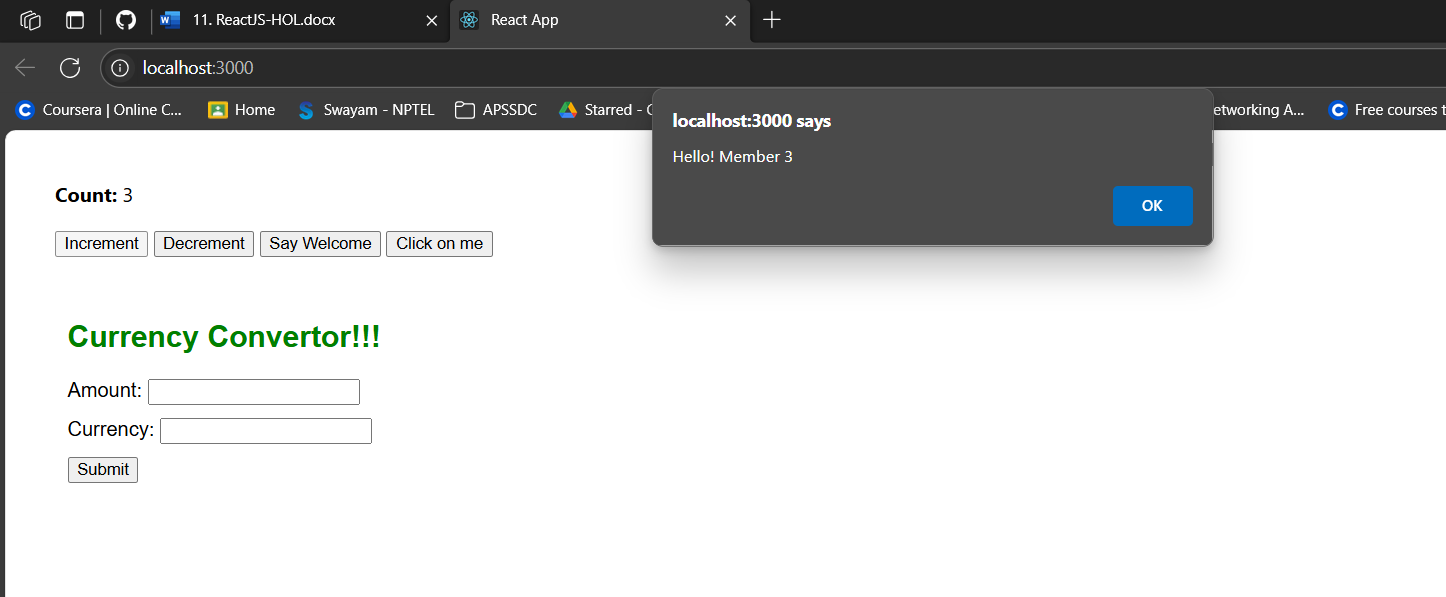 11. ReactJS-HOL.docx React App
localhost:3000
Coursera | Online C... Home Swayam - NPTEL APSSDC Starred - etworking A... Free courses t
localhost:3000 says
Hello! Member 3
OK
Count: 3
Increment Decrement Say Welcome Click on me
Currency Convertor!!!
Amount:
Currency:
Submit